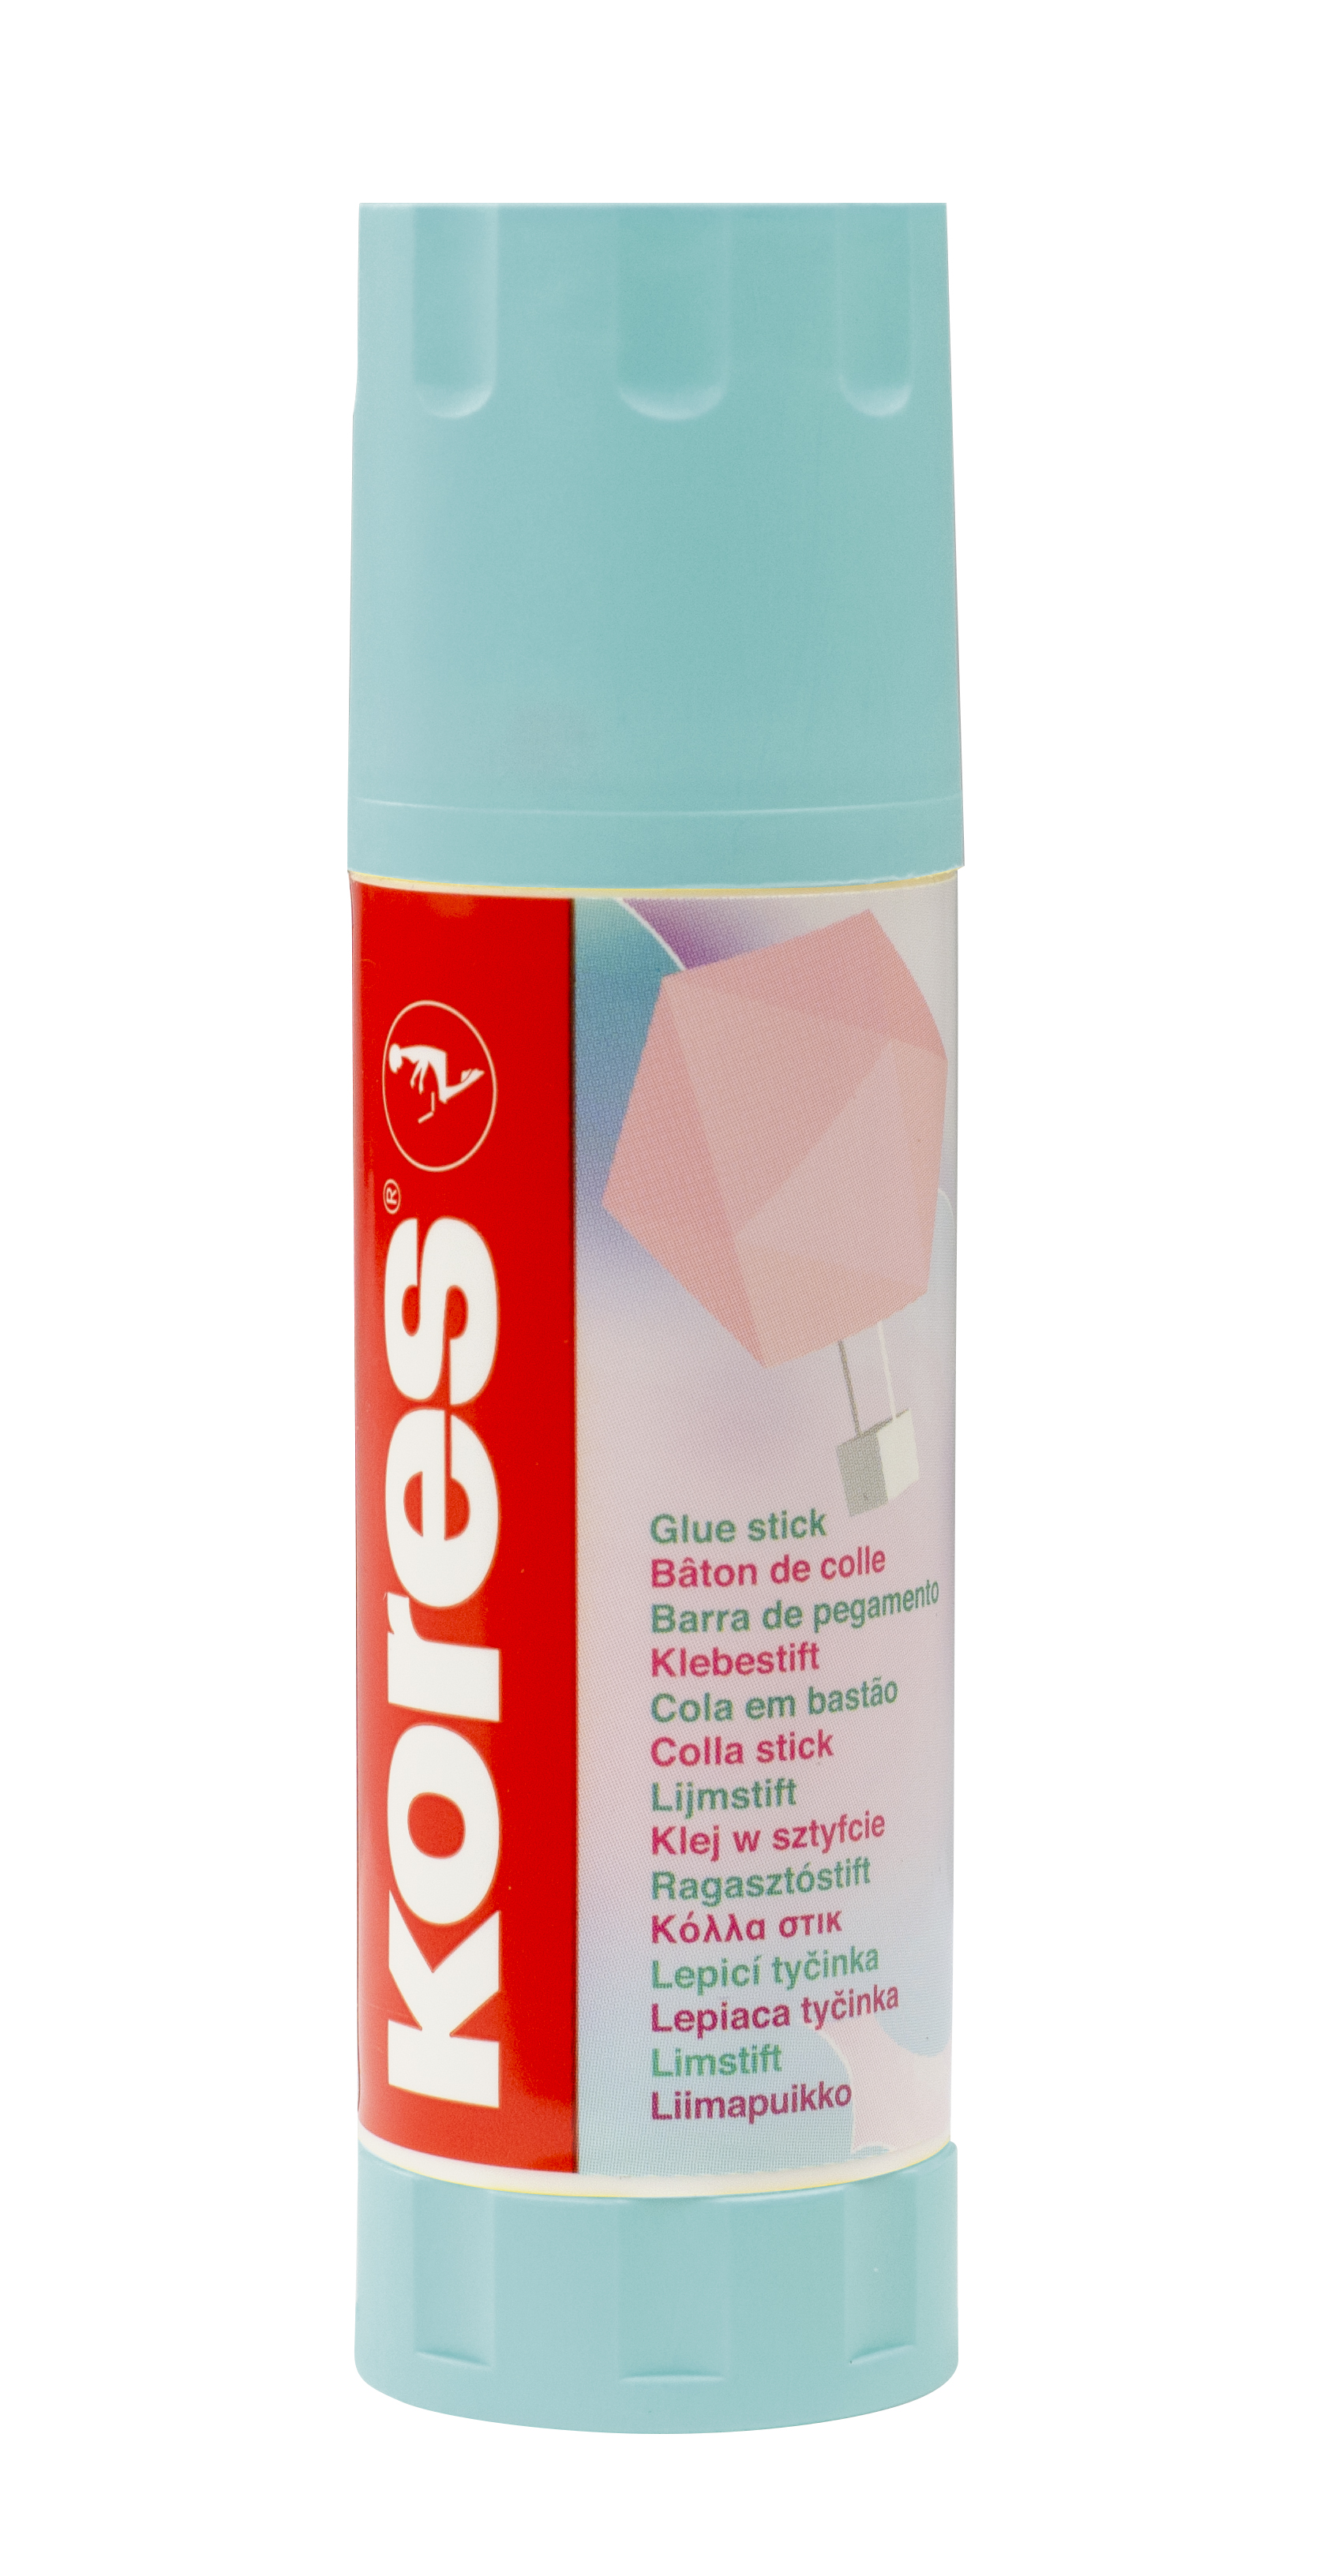 kores®
Glue stick
Bâton de colle
Barra de pegamento
Klebestift
Cola em bastão
Colla stick
Lijmstift
Klej w sztyfcie
Ragasztóstift
Κόλλα στικ
Lepicí tyčinka
Lepiaca tyčinka
Limstift
Liimapuikko